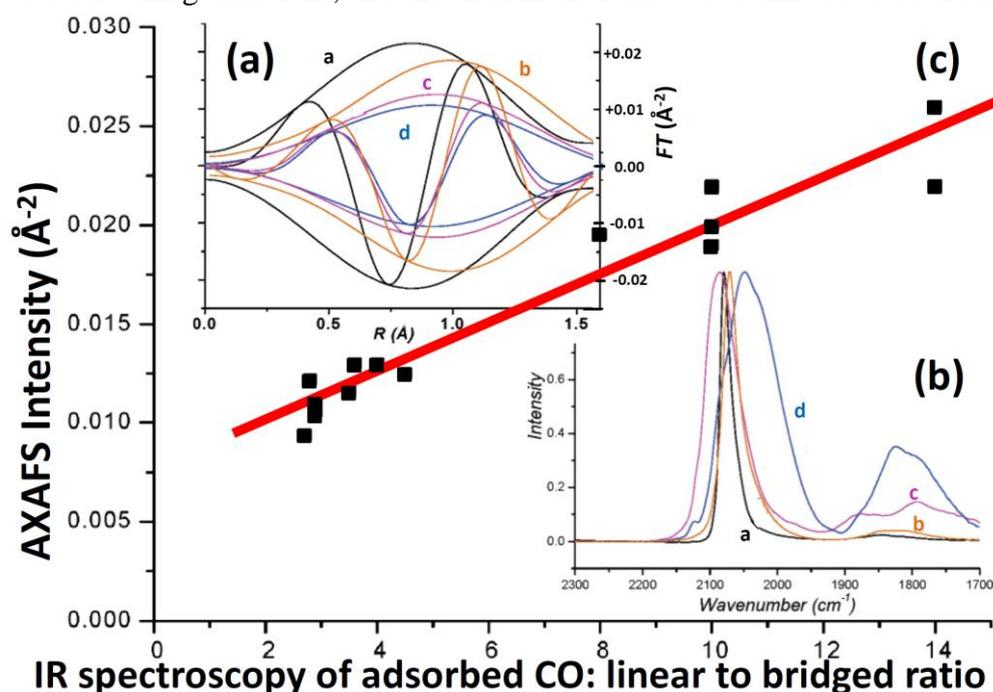 0.030
0.025
0.020
0.015
0.010
0.005
0.000
AXAFS Intensity (Å⁻²)
0
2
4
6
8
10
12
14
IR spectroscopy of adsorbed CO: linear to bridged ratio
(a)
a
b
c
d
+0.02
+0.01
0.00
-0.01
-0.02
FT (Å⁻²)
0.0
0.5
1.0
1.5
R (Å)
(c)
(b)
Intensity
0.6
0.4
0.2
0.0
a
b
c
d
2300
2200
2100
2000
1900
1800
1700
Wavenumber (cm⁻¹)